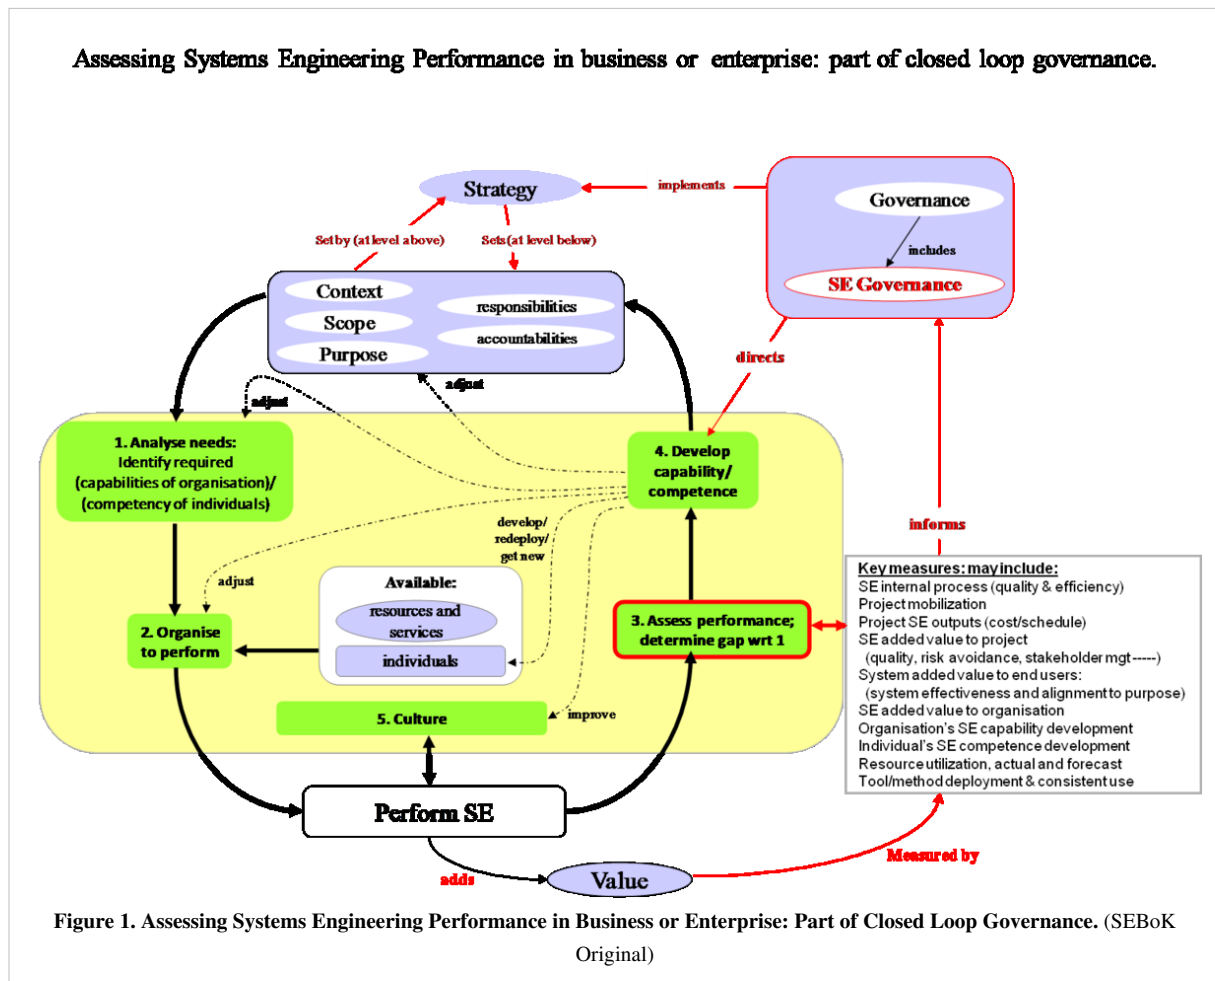 Assessing Systems Engineering Performance in business or enterprise: part of closed loop governance.
Strategy
implements
Governance
includes
SE Governance
Set by (at level above)
Sets (at level below)
Context
Scope
Purpose
responsibilities
accountabilities
directs
adjust
adjust
1. Analyse needs:
Identify required
(capabilities of organisation)/
(competency of individuals)
4. Develop
capability/
competence
develop/
redeploy/
get new
informs
adjust
Available:
resources and
services
individuals
2. Organise
to perform
3. Assess performance;
determine gap wrt 1
Key measures: may include:
SE internal process (quality & efficiency)
Project mobilization
Project SE outputs (cost/schedule)
SE added value to project
(quality, risk avoidance, stakeholder mgt-----)
System added value to end users:
(system effectiveness and alignment to purpose)
SE added value to organisation
Organisation's SE capability development
Individual's SE competence development
Resource utilization, actual and forecast
Tool/method deployment & consistent use
5. Culture
improve
Perform SE
adds
Value
Measured by
Figure 1. Assessing Systems Engineering Performance in Business or Enterprise: Part of Closed Loop Governance. (SEBoK
Original)